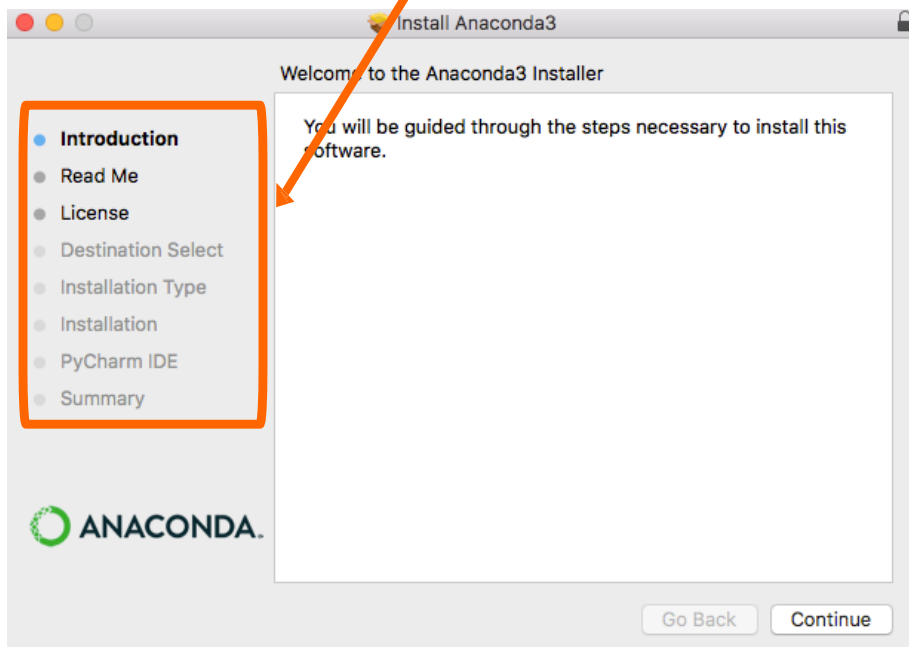 Install Anaconda3
Welcome to the Anaconda3 Installer
Introduction
Read Me
License
Destination Select
Installation Type
Installation
PyCharm IDE
Summary
You will be guided through the steps necessary to install this
software.
ANACONDA.
Go Back
Continue